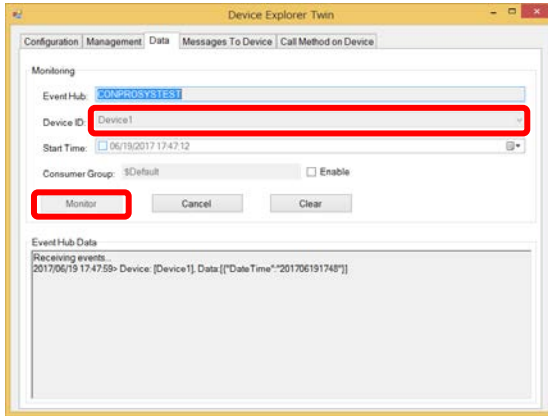 Device Explorer Twin
Configuration Management Data Messages To Device Call Method on Device
Monitoring
Event Hub: CONPROSYSTEST
Device ID: Device1
Start Time: 06/19/2017 17:47:12
Consumer Group: $Default Enable
Monitor Cancel Clear
Event Hub Data
Receiving events...
2017/06/19 17:47:59> Device: [Device1], Data:[{"DateTime":"201706191748"}]